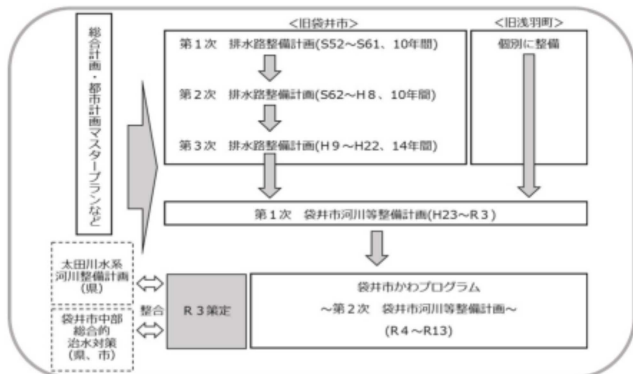 <旧袋井市>
<旧浅羽町>
総合計画・都市計画マスタープランなど
第1次 排水路整備計画(S52~S61、10年間)
個別に整備
第2次 排水路整備計画(S62~H8、10年間)
第3次 排水路整備計画(H9~H22、14年間)
第1次 袋井市河川等整備計画(H23~R3)
太田川水系
河川整備計画
(県)
整合
R3策定
袋井市かわプログラム
~第2次 袋井市河川等整備計画~
(R4~R13)
袋井市中部
総合的
治水対策
(県、市)